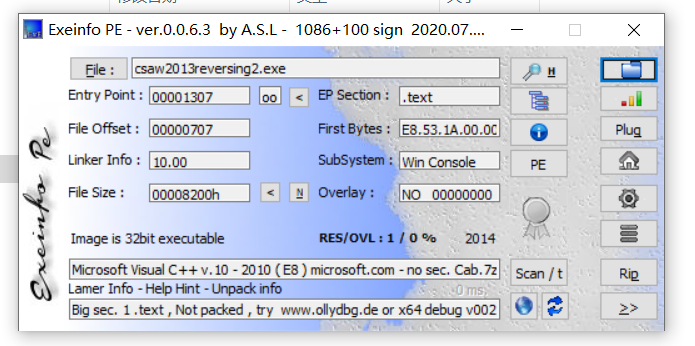 Exeinfo PE - ver.0.0.6.3 by A.S.L - 1086+100 sign 2020.07....
File : csaw2013reversing2.exe H
Entry Point : 00001307 oo < EP Section : .text
File Offset : 00000707 First Bytes : E8.53.1A.00.00 Plug
Linker Info : 10.00 SubSystem : Win Console PE
File Size : 00008200h < N Overlay : NO 00000000
Image is 32bit executable RES/OVL : 1 / 0 % 2014
Microsoft Visual C++ v.10 - 2010 ( E8 ) microsoft.com - no sec. Cab.7z Scan / t Rip
Lamer Info - Help Hint - Unpack info 0 ms.
Big sec. 1 .text , Not packed , try www.ollydbg.de or x64 debug v002 >>
Exeinfo Pe